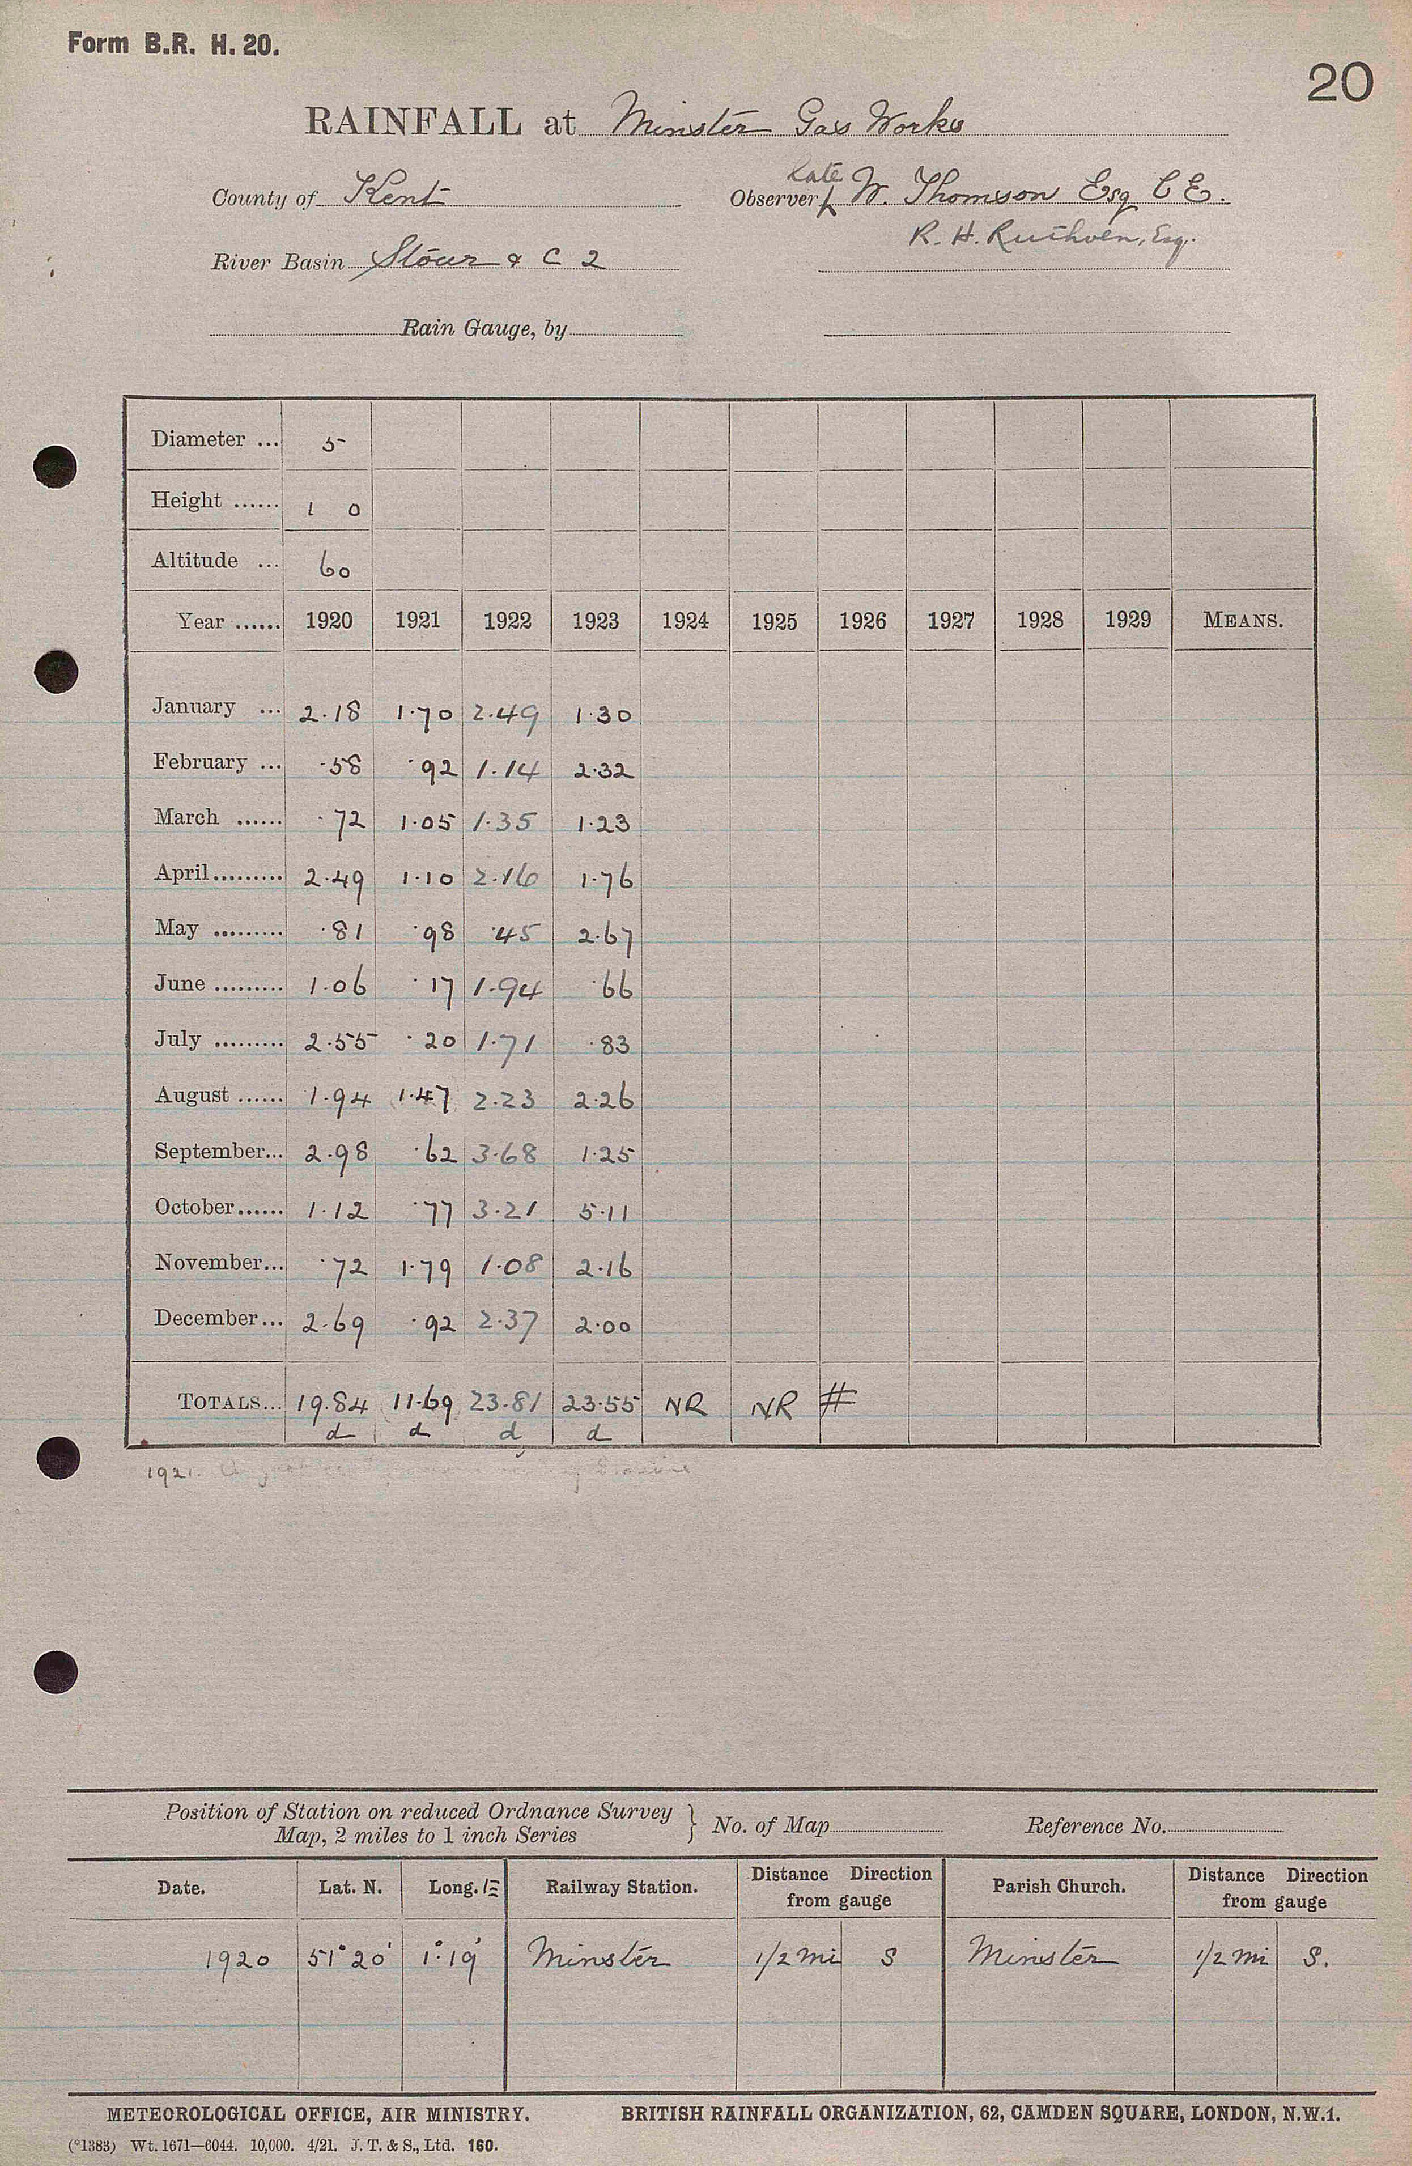 Form B.R. H. 20.
20
RAINFALL at Minster Gas Works
County of Kent
late
Observer W. Thomson Esq C E.
R. H. Ruthven, Esq.
River Basin Stour & C 2
Rain Gauge, by
Diameter ... 5
Height ...... 1 0
Altitude ... 60
Year ...... 1920 1921 1922 1923 1924 1925 1926 1927 1928 1929 MEANS.
January ... 2.18 1.70 2.49 1.30
February ... .58 .92 1.14 2.32
March ...... .72 1.05 1.35 1.23
April......... 2.49 1.10 2.16 1.76
May ......... .81 .98 .45 2.67
June ......... 1.06 .17 1.94 .66
July ......... 2.55 .20 1.71 .83
August ...... 1.94 1.47 2.23 2.26
September... 2.98 .62 3.68 1.25
October...... 1.12 .77 3.21 5.11
November... .72 1.79 1.08 2.16
December... 2.69 .92 2.37 2.00
TOTALS... 19.84 11.69 23.81 23.55 NR NR #
d d d d
1921.
Position of Station on reduced Ordnance Survey
Map, 2 miles to 1 inch Series } No. of Map Reference No.
Date. Lat. N. Long. E Railway Station. Distance Direction from gauge Parish Church. Distance Direction from gauge
1920 51°20' 1°19' Minster 1/2 mi S Minster 1/2 mi S.
METEOROLOGICAL OFFICE, AIR MINISTRY. BRITISH RAINFALL ORGANIZATION, 62, CAMDEN SQUARE, LONDON, N.W.1.
(*1383) Wt. 1671—6044. 10,000. 4/21. J. T. & S., Ltd. 160.